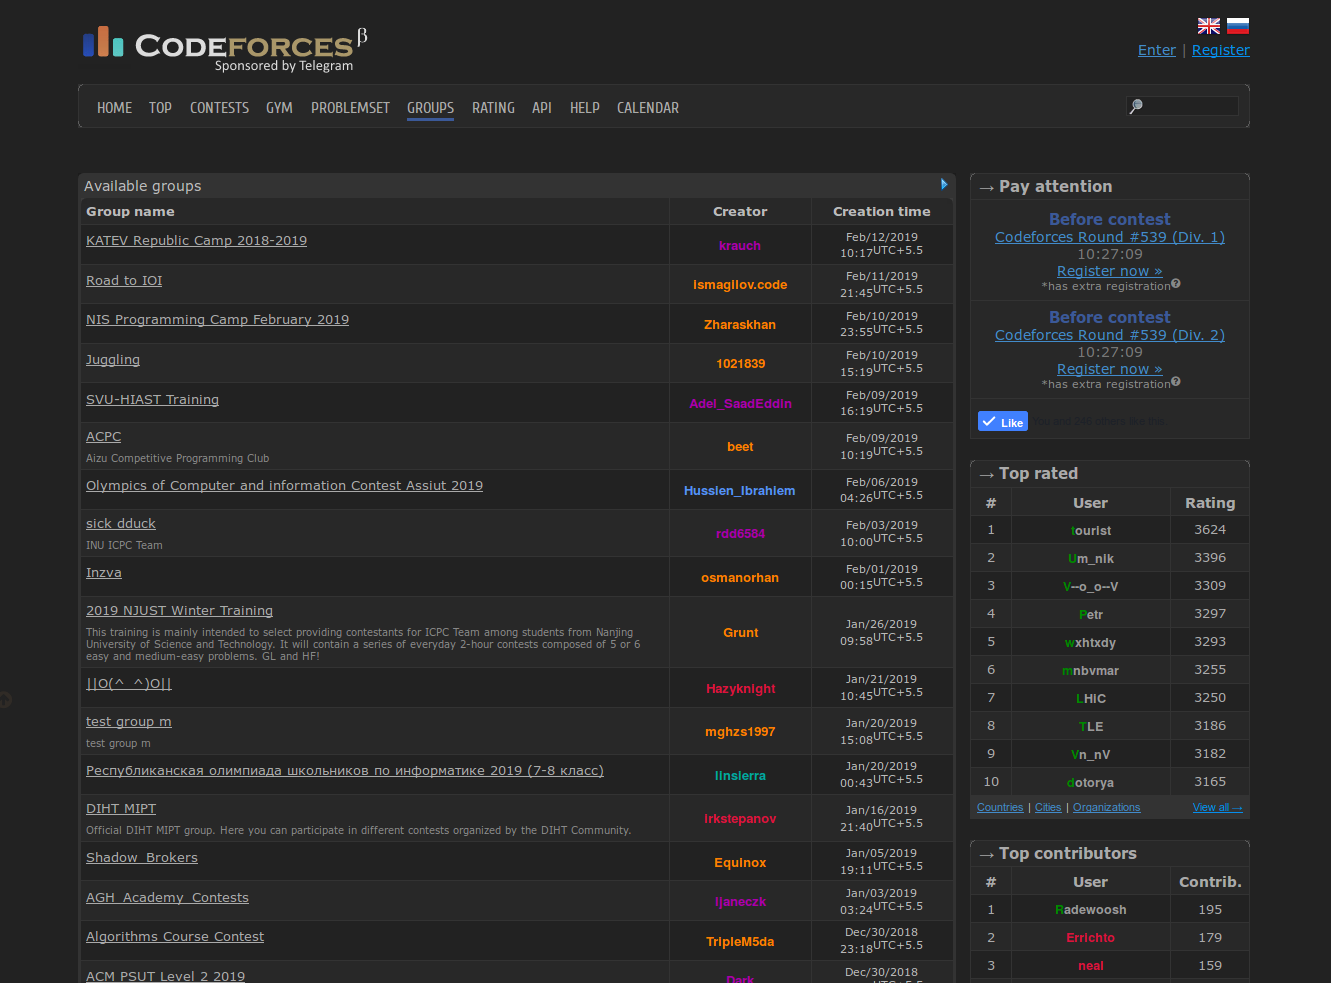 CODEFORCES β
Sponsored by Telegram
Enter | Register
HOME TOP CONTESTS GYM PROBLEMSET GROUPS RATING API HELP CALENDAR
Available groups
Group name Creator Creation time
KATEV Republic Camp 2018-2019 krauch Feb/12/2019 10:17UTC+5.5
Road to IOI Ismagilov.code Feb/11/2019 21:45UTC+5.5
NIS Programming Camp February 2019 Zharaskhan Feb/10/2019 23:55UTC+5.5
Juggling 1021839 Feb/10/2019 15:19UTC+5.5
SVU-HIAST Training Adel_SaadEddin Feb/09/2019 16:19UTC+5.5
ACPC beet Feb/09/2019 10:19UTC+5.5
Aizu Competitive Programming Club
Olympics of Computer and information Contest Assiut 2019 Hussien_Ibrahiem Feb/06/2019 04:26UTC+5.5
sick dduck rdd6584 Feb/03/2019 10:00UTC+5.5
INU ICPC Team
Inzva osmanorhan Feb/01/2019 00:15UTC+5.5
2019 NJUST Winter Training Grunt Jan/26/2019 09:58UTC+5.5
This training is mainly intended to select providing contestants for ICPC Team among students from Nanjing
University of Science and Technology. It will contain a series of everyday 2-hour contests composed of 5 or 6
easy and medium-easy problems. GL and HF!
||O(^_^)O|| Hazyknight Jan/21/2019 10:45UTC+5.5
test group m mghzs1997 Jan/20/2019 15:08UTC+5.5
test group m
Республиканская олимпиада школьников по информатике 2019 (7-8 класс) linsierra Jan/20/2019 00:43UTC+5.5
DIHT MIPT irkstepanov Jan/16/2019 21:40UTC+5.5
Official DIHT MIPT group. Here you can participate in different contests organized by the DIHT Community.
Shadow_Brokers Equinox Jan/05/2019 19:11UTC+5.5
AGH_Academy_Contests ljaneczk Jan/03/2019 03:24UTC+5.5
Algorithms Course Contest TripleM5da Dec/30/2018 23:18UTC+5.5
ACM PSUT Level 2 2019 Dark Dec/30/2018
→ Pay attention
Before contest
Codeforces Round #539 (Div. 1)
10:27:09
Register now »
*has extra registration
Before contest
Codeforces Round #539 (Div. 2)
10:27:09
Register now »
*has extra registration
Like
→ Top rated
# User Rating
1 tourist 3624
2 Um_nik 3396
3 V--o_o--V 3309
4 Petr 3297
5 wxhtxdy 3293
6 mnbvmar 3255
7 LHiC 3250
8 TLE 3186
9 Vn_nV 3182
10 dotorya 3165
Countries | Cities | Organizations View all →
→ Top contributors
# User Contrib.
1 Radewoosh 195
2 Errichto 179
3 neal 159